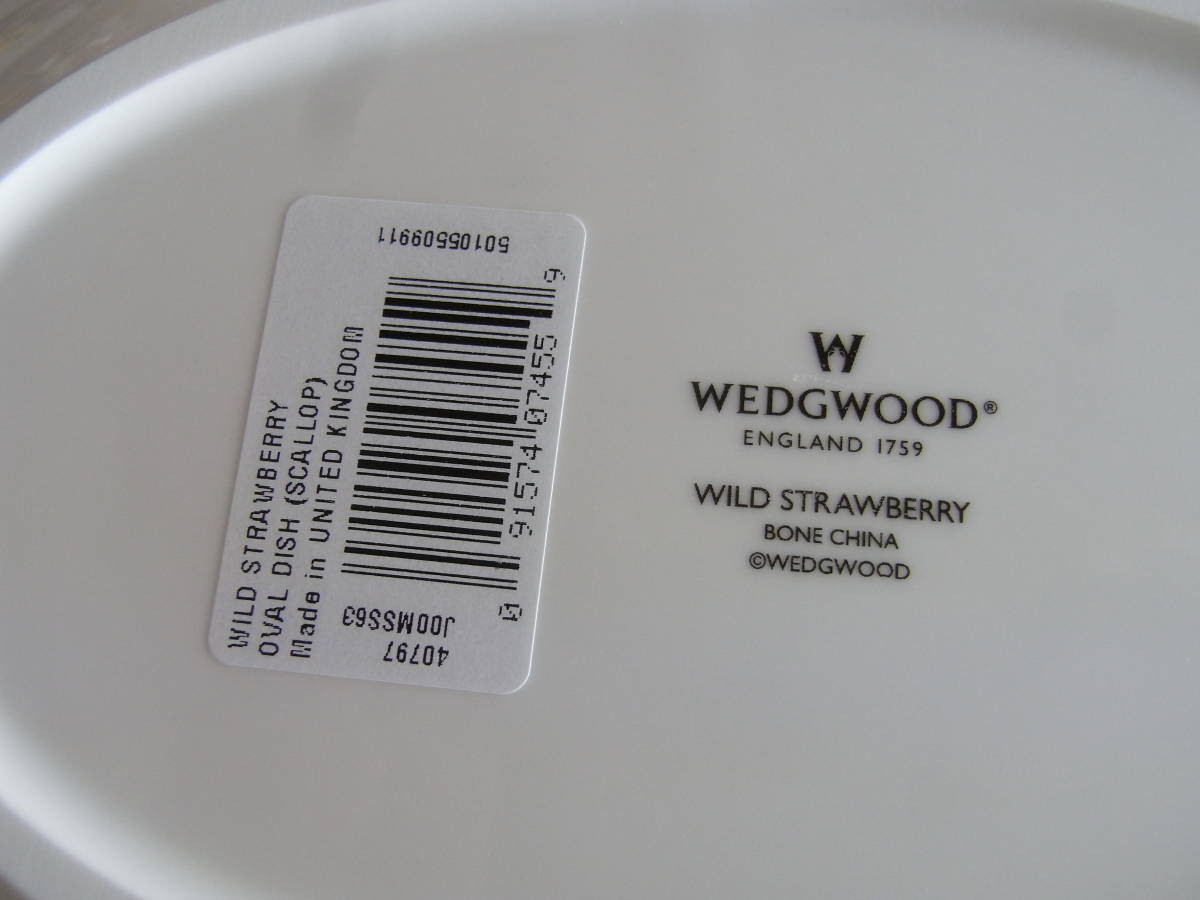 WILD STRAWBERRY
OVAL DISH (SCALLOP)
Made in UNITED KINGDOM
0 91574 07455 9
50105509911
40797
J00MSS63
W
WEDGWOOD®
ENGLAND 1759
WILD STRAWBERRY
BONE CHINA
©WEDGWOOD